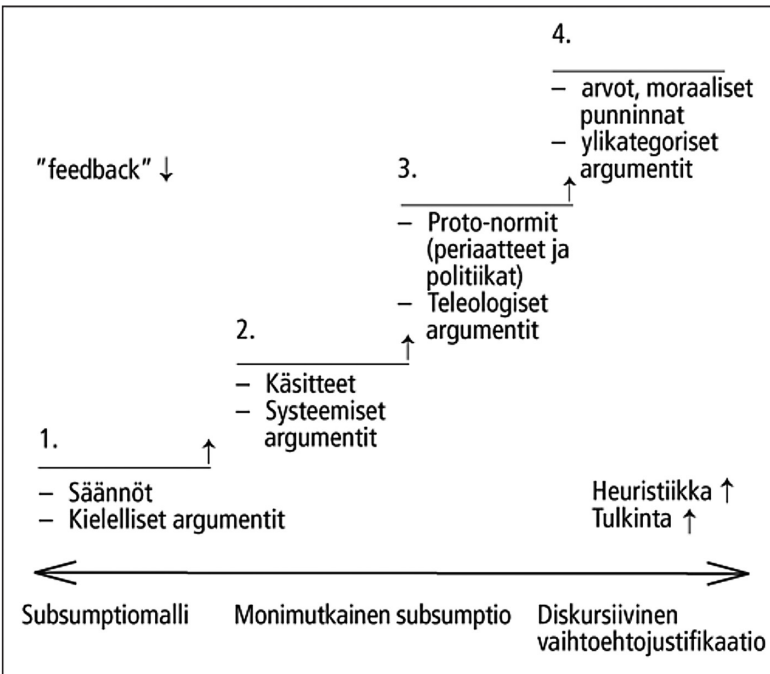 4.
– arvot, moraaliset
punninnat
– ylikategoriset
argumentit
"feedback" ↓
3.
– Proto-normit
(periaatteet ja
politiikat)
– Teleologiset
argumentit
2.
– Käsitteet
– Systeemiset
argumentit
1.
– Säännöt
– Kielelliset argumentit
Heuristiikka ↑
Tulkinta ↑
Subsumptiomalli
Monimutkainen subsumptio
Diskursiivinen
vaihtoehtojustifikaatio